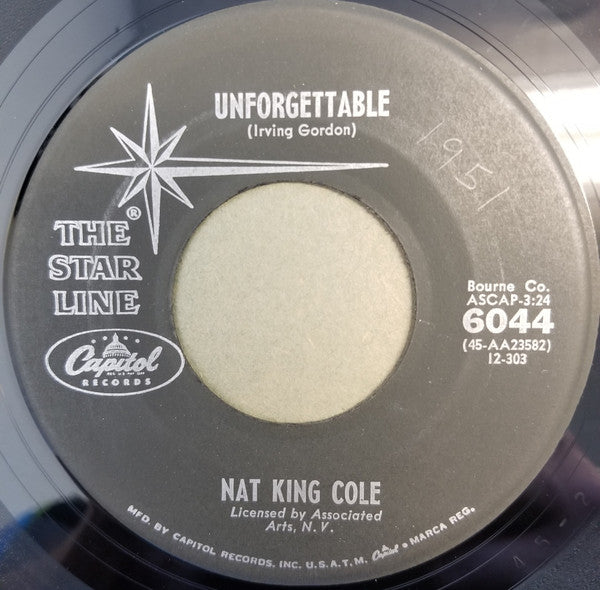 UNFORGETTABLE
(Irving Gordon)
1951
THE ®
STAR
LINE
Capitol
RECORDS
Bourne Co.
ASCAP-3:24
6044
(45-AA23582)
12-303
NAT KING COLE
Licensed by Associated
Arts, N. V.
MFD. BY CAPITOL RECORDS, INC. U.S.A. T.M. Capitol • MARCA REG.